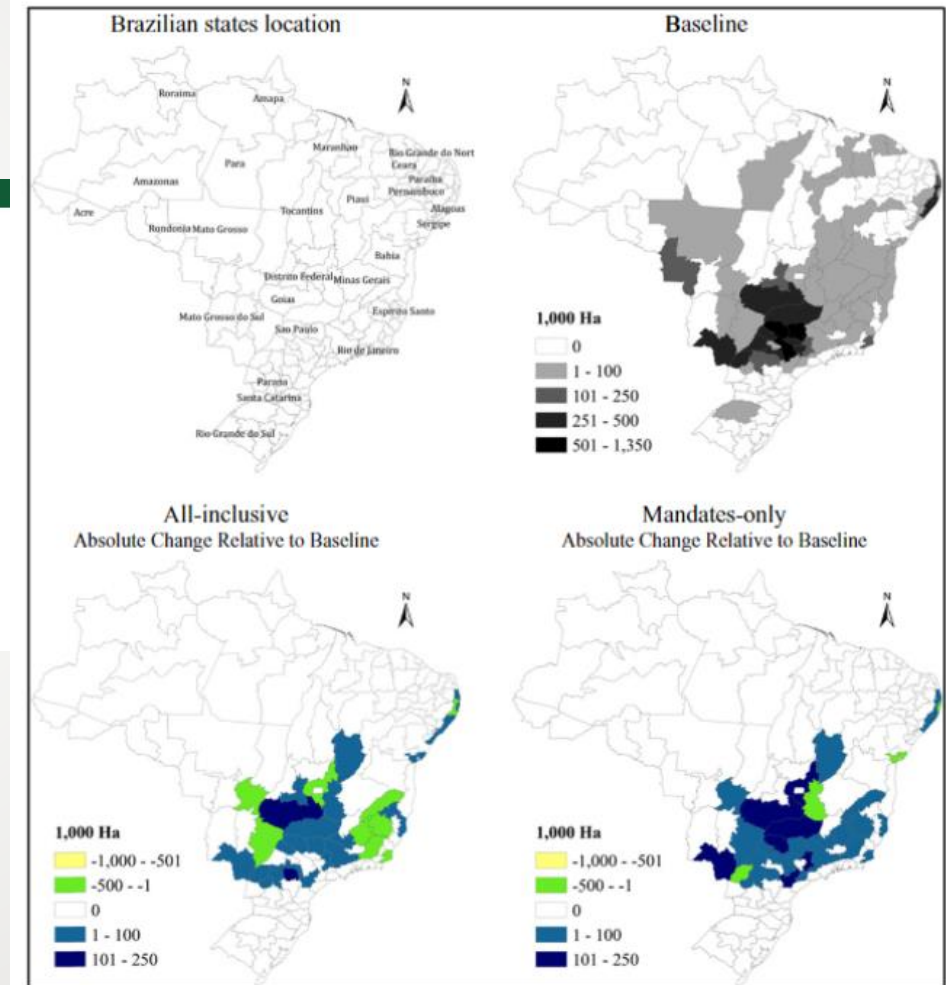 Brazilian states location
N
Roraima
Amapa
Maranhao
Rio Grande do Nort
Ceara
Para
Paraiba
Amazonas
Pernambuco
Piaui
Acre
Tocantins
Alagoas
Sergipe
Rondonia Mato Grosso
Bahia
Distrito Federal Minas Gerais
Goias
Mato Grosso do Sul
Espirito Santo
Sao Paulo
Rio de Janeiro
Parana
Santa Catarina
Rio Grande do Sul
Baseline
N
1,000 Ha
0
1 - 100
101 - 250
251 - 500
501 - 1,350
All-inclusive
Absolute Change Relative to Baseline
N
1,000 Ha
-1,000 - -501
-500 - -1
0
1 - 100
101 - 250
Mandates-only
Absolute Change Relative to Baseline
N
1,000 Ha
-1,000 - -501
-500 - -1
0
1 - 100
101 - 250